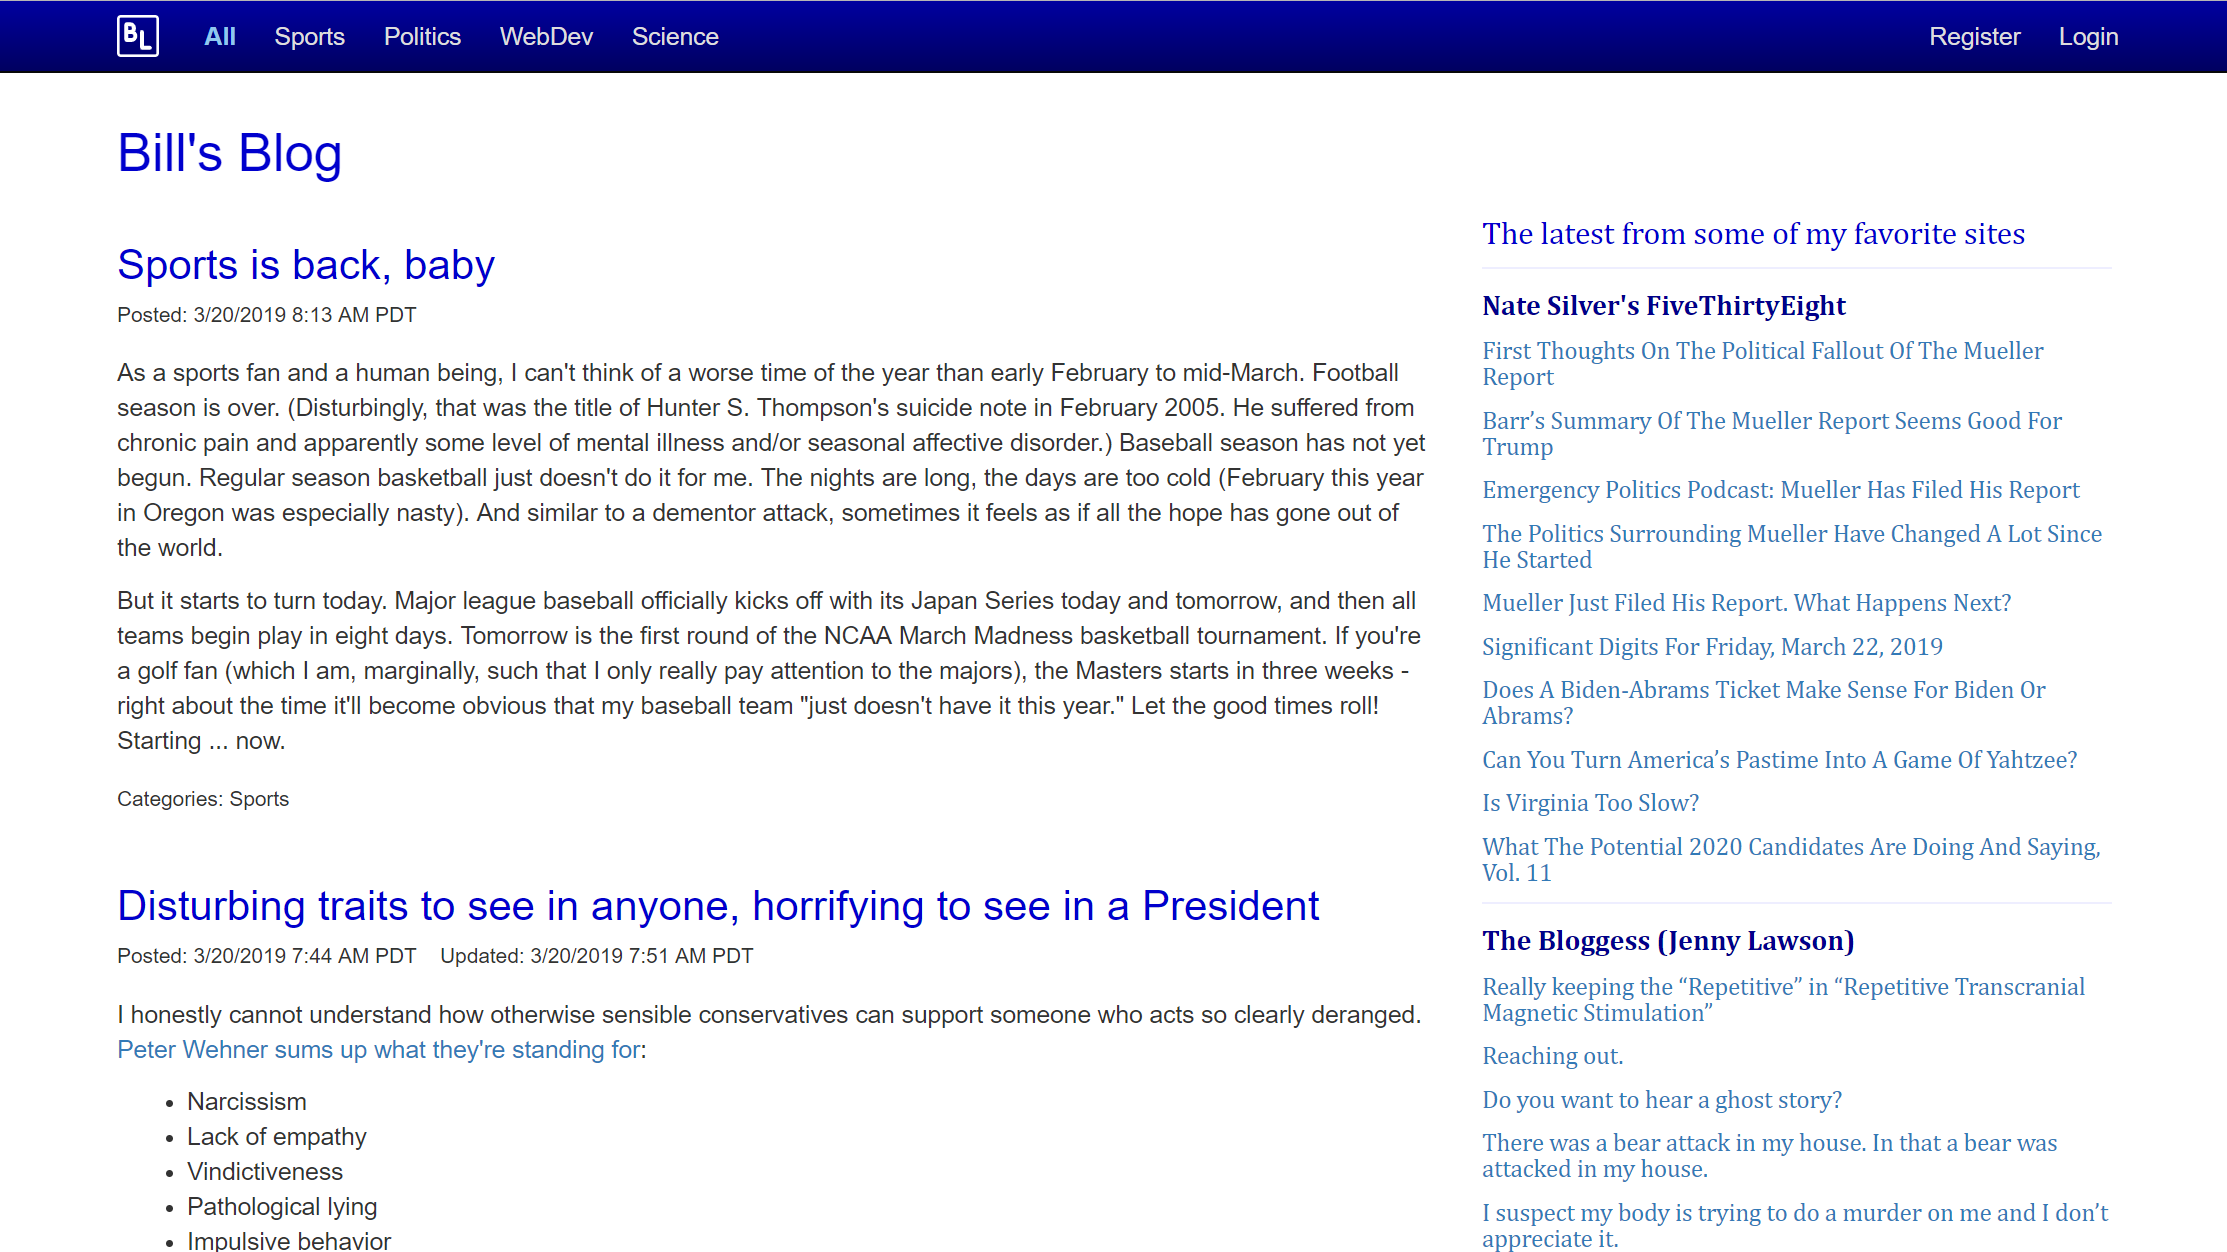 BL All Sports Politics WebDev Science Register Login
Bill's Blog
Sports is back, baby
Posted: 3/20/2019 8:13 AM PDT
As a sports fan and a human being, I can't think of a worse time of the year than early February to mid-March. Football
season is over. (Disturbingly, that was the title of Hunter S. Thompson's suicide note in February 2005. He suffered from
chronic pain and apparently some level of mental illness and/or seasonal affective disorder.) Baseball season has not yet
begun. Regular season basketball just doesn't do it for me. The nights are long, the days are too cold (February this year
in Oregon was especially nasty). And similar to a dementor attack, sometimes it feels as if all the hope has gone out of
the world.
But it starts to turn today. Major league baseball officially kicks off with its Japan Series today and tomorrow, and then all
teams begin play in eight days. Tomorrow is the first round of the NCAA March Madness basketball tournament. If you're
a golf fan (which I am, marginally, such that I only really pay attention to the majors), the Masters starts in three weeks -
right about the time it'll become obvious that my baseball team "just doesn't have it this year." Let the good times roll!
Starting ... now.
Categories: Sports
Disturbing traits to see in anyone, horrifying to see in a President
Posted: 3/20/2019 7:44 AM PDT Updated: 3/20/2019 7:51 AM PDT
I honestly cannot understand how otherwise sensible conservatives can support someone who acts so clearly deranged.
Peter Wehner sums up what they're standing for:
• Narcissism
• Lack of empathy
• Vindictiveness
• Pathological lying
• Impulsive behavior
The latest from some of my favorite sites
Nate Silver's FiveThirtyEight
First Thoughts On The Political Fallout Of The Mueller
Report
Barr’s Summary Of The Mueller Report Seems Good For
Trump
Emergency Politics Podcast: Mueller Has Filed His Report
The Politics Surrounding Mueller Have Changed A Lot Since
He Started
Mueller Just Filed His Report. What Happens Next?
Significant Digits For Friday, March 22, 2019
Does A Biden-Abrams Ticket Make Sense For Biden Or
Abrams?
Can You Turn America’s Pastime Into A Game Of Yahtzee?
Is Virginia Too Slow?
What The Potential 2020 Candidates Are Doing And Saying,
Vol. 11
The Bloggess (Jenny Lawson)
Really keeping the “Repetitive” in “Repetitive Transcranial
Magnetic Stimulation”
Reaching out.
Do you want to hear a ghost story?
There was a bear attack in my house. In that a bear was
attacked in my house.
I suspect my body is trying to do a murder on me and I don’t
appreciate it.